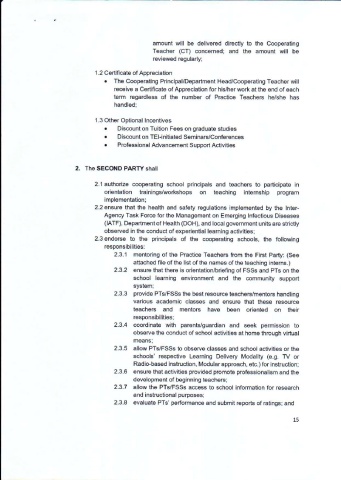 amount will be delivered directly to the Cooperating
Teacher (CT) concerned; and the amount will be
reviewed regularly;
1.2 Certificate of Appreciation
• The Cooperating Principal/Department Head/Cooperating Teacher will
receive a Certificate of Appreciation for his/her work at the end of each
term regardless of the number of Practice Teachers he/she has
handled;
1.3 Other Optional Incentives
• Discount on Tuition Fees on graduate studies
• Discount on TEI-initiated Seminars/Conferences
• Professional Advancement Support Activities
2. The SECOND PARTY shall
2.1 authorize cooperating school principals and teachers to participate in
orientation trainings/workshops on teaching internship program
implementation;
2.2 ensure that the health and safety regulations implemented by the Inter-
Agency Task Force for the Management on Emerging Infectious Diseases
(IATF), Department of Health (DOH), and local government units are strictly
observed in the conduct of experiential learning activities;
2.3 endorse to the principals of the cooperating schools, the following
responsibilities:
2.3.1 mentoring of the Practice Teachers from the First Party; (See
attached file of the list of the names of the teaching interns.)
2.3.2 ensure that there is orientation/briefing of FSSs and PTs on the
school learning environment and the community support
system;
2.3.3 provide PTs/FSSs the best resource teachers/mentors handling
various academic classes and ensure that these resource
teachers and mentors have been oriented on their
responsibilities;
2.3.4 coordinate with parents/guardian and seek permission to
observe the conduct of school activities at home through virtual
means;
2.3.5 allow PTs/FSSs to observe classes and school activities on the
schools' respective Learning Delivery Modality (e.g. TV or
Radio-based instruction, Modular approach, etc.) for instruction;
2.3.6 ensure that activities provided promote professionalism and the
development of beginning teachers;
2.3.7 allow the PTs/FSSs access to school information for research
and instructional purposes;
2.3.8 evaluate PTs' performance and submit reports of ratings; and
15